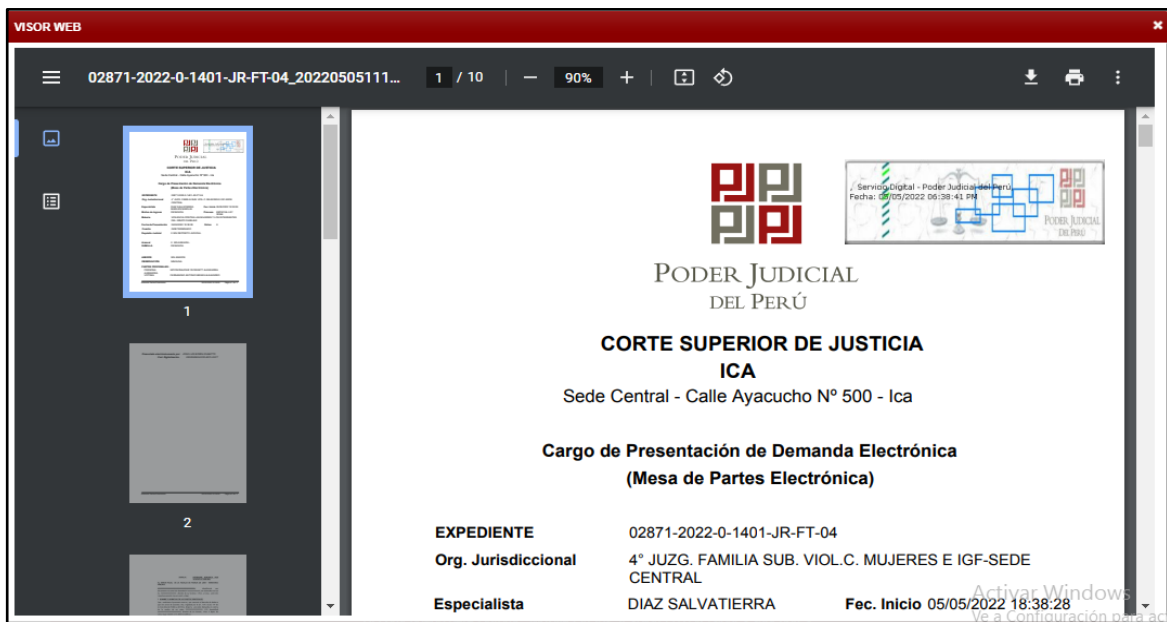 VISOR WEB
02871-2022-0-1401-JR-FT-04_20220505111... 1 / 10 90%
Servicio Digital - Poder Judicial del Perú
Fecha: 05/05/2022 06:38:41 PM
PODER JUDICIAL
DEL PERÚ
PODER JUDICIAL
DEL PERÚ
CORTE SUPERIOR DE JUSTICIA
ICA
Sede Central - Calle Ayacucho Nº 500 - Ica
Cargo de Presentación de Demanda Electrónica
(Mesa de Partes Electrónica)
EXPEDIENTE 02871-2022-0-1401-JR-FT-04
Org. Jurisdiccional 4° JUZG. FAMILIA SUB. VIOL.C. MUJERES E IGF-SEDE
CENTRAL
Especialista DIAZ SALVATIERRA Fec. Inicio 05/05/2022 18:38:28
1
2
Activar Windows
Ve a Configuración para ac